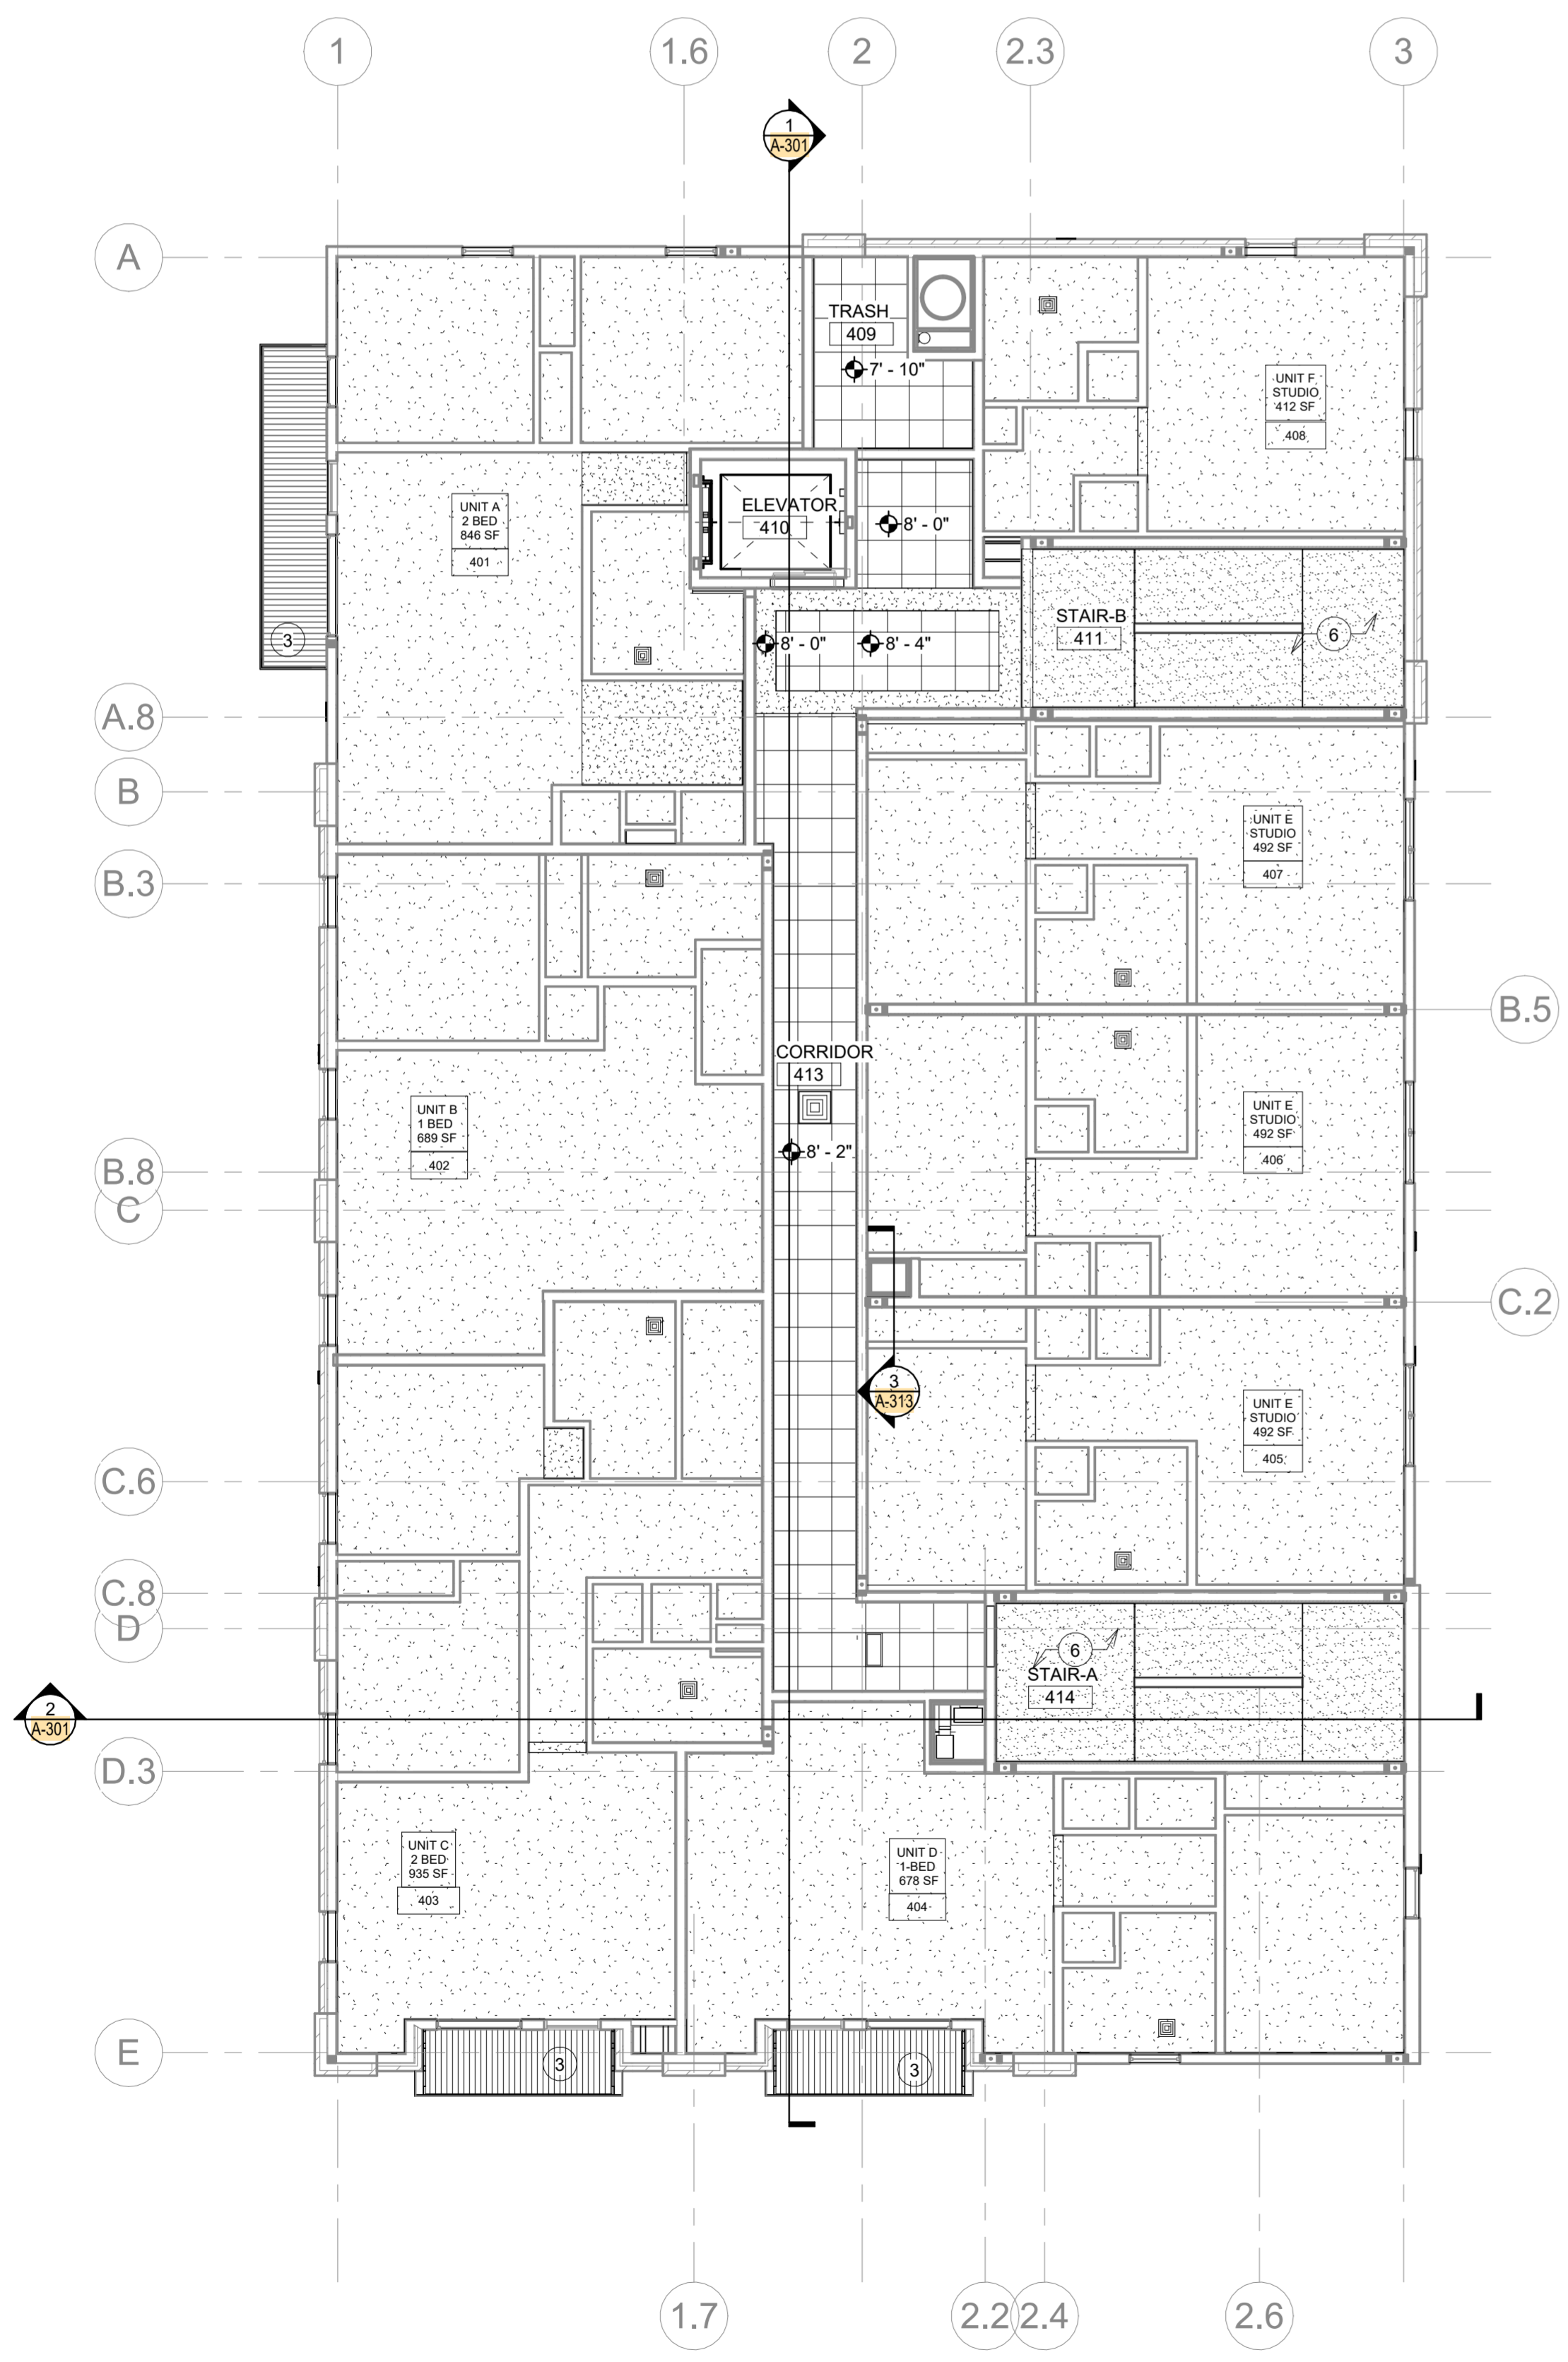 1
1.6
2
2.3
3
1
A-301
A
TRASH
409
7' - 10"
UNIT F
STUDIO
412 SF
408
UNIT A
2 BED
846 SF
401
ELEVATOR
410
8' - 0"
3
8' - 0"
8' - 4"
STAIR-B
411
6
A.8
B
UNIT E
STUDIO
492 SF
407
B.3
B.5
CORRIDOR
413
8' - 2"
UNIT B
1 BED
689 SF
402
UNIT E
STUDIO
492 SF
406
B.8
C
C.2
3
A-313
UNIT E
STUDIO
492 SF
405
C.6
C.8
D
6
STAIR-A
414
2
A-301
D.3
UNIT C
2 BED
935 SF
403
UNIT D
1-BED
678 SF
404
E
3
3
1.7
2.2
2.4
2.6